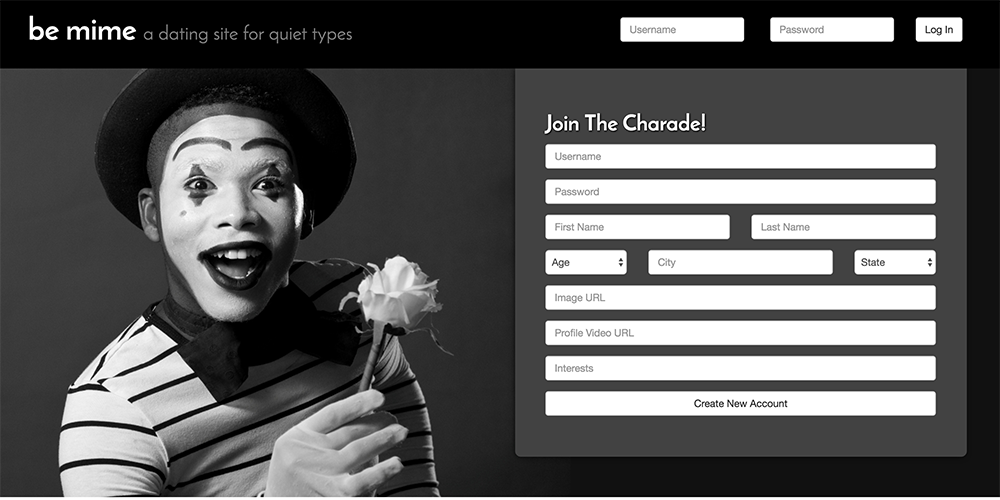 be mime a dating site for quiet types
Username Password Log In
Join The Charade!
Username
Password
First Name Last Name
Age City State
Image URL
Profile Video URL
Interests
Create New Account